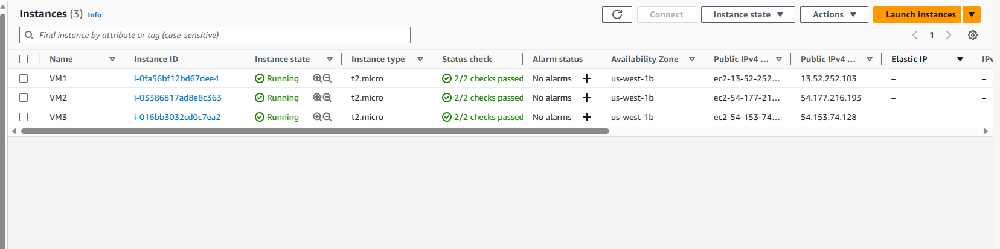 Instances (3) Info Connect Instance state Actions Launch instances
Find instance by attribute or tag (case-sensitive) 1
Name Instance ID Instance state Instance type Status check Alarm status Availability Zone Public IPv4 ... Public IPv4 ... Elastic IP IPv
VM1 i-0fa56bf12bd67dee4 Running t2.micro 2/2 checks passed No alarms + us-west-1b ec2-13-52-252... 13.52.252.103 – –
VM2 i-03386817ad8e8c363 Running t2.micro 2/2 checks passed No alarms + us-west-1b ec2-54-177-21... 54.177.216.193 – –
VM3 i-016bb3032cd0c7ea2 Running t2.micro 2/2 checks passed No alarms + us-west-1b ec2-54-153-74... 54.153.74.128 – –